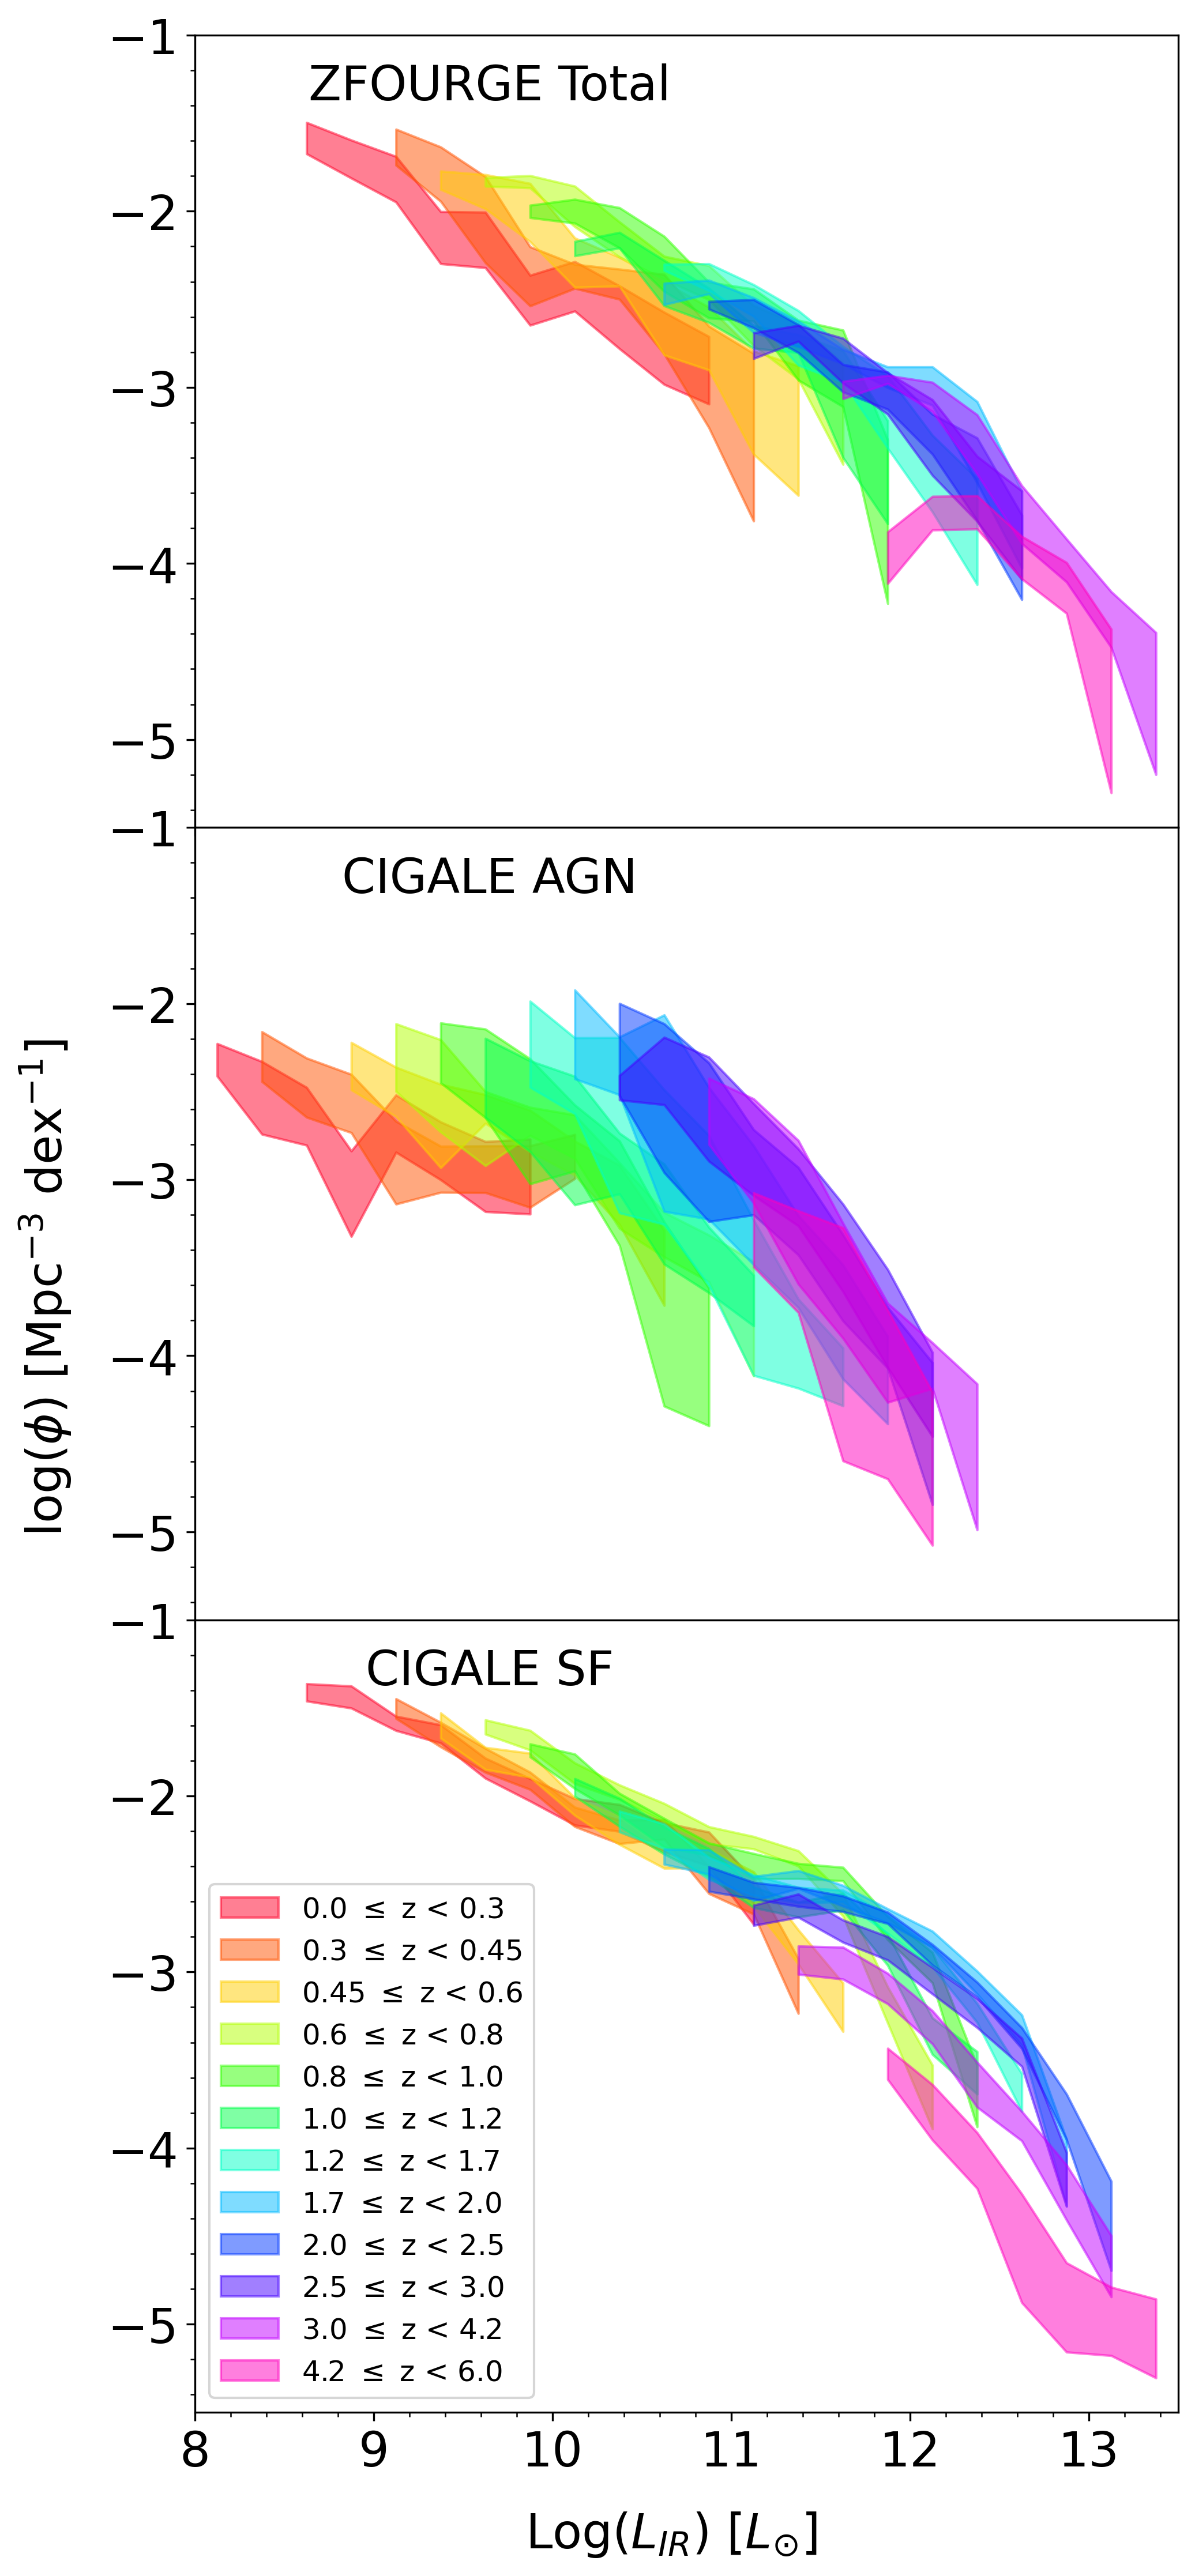 ZFOURGE Total
−1
−2
−3
−4
−5
CIGALE AGN
−1
−2
−3
−4
−5
CIGALE SF
−1
−2
−3
−4
−5
log(ϕ) [Mpc⁻³ dex⁻¹]
0.0 ≤ z < 0.3
0.3 ≤ z < 0.45
0.45 ≤ z < 0.6
0.6 ≤ z < 0.8
0.8 ≤ z < 1.0
1.0 ≤ z < 1.2
1.2 ≤ z < 1.7
1.7 ≤ z < 2.0
2.0 ≤ z < 2.5
2.5 ≤ z < 3.0
3.0 ≤ z < 4.2
4.2 ≤ z < 6.0
8 9 10 11 12 13
Log(L_IR) [L_⊙]